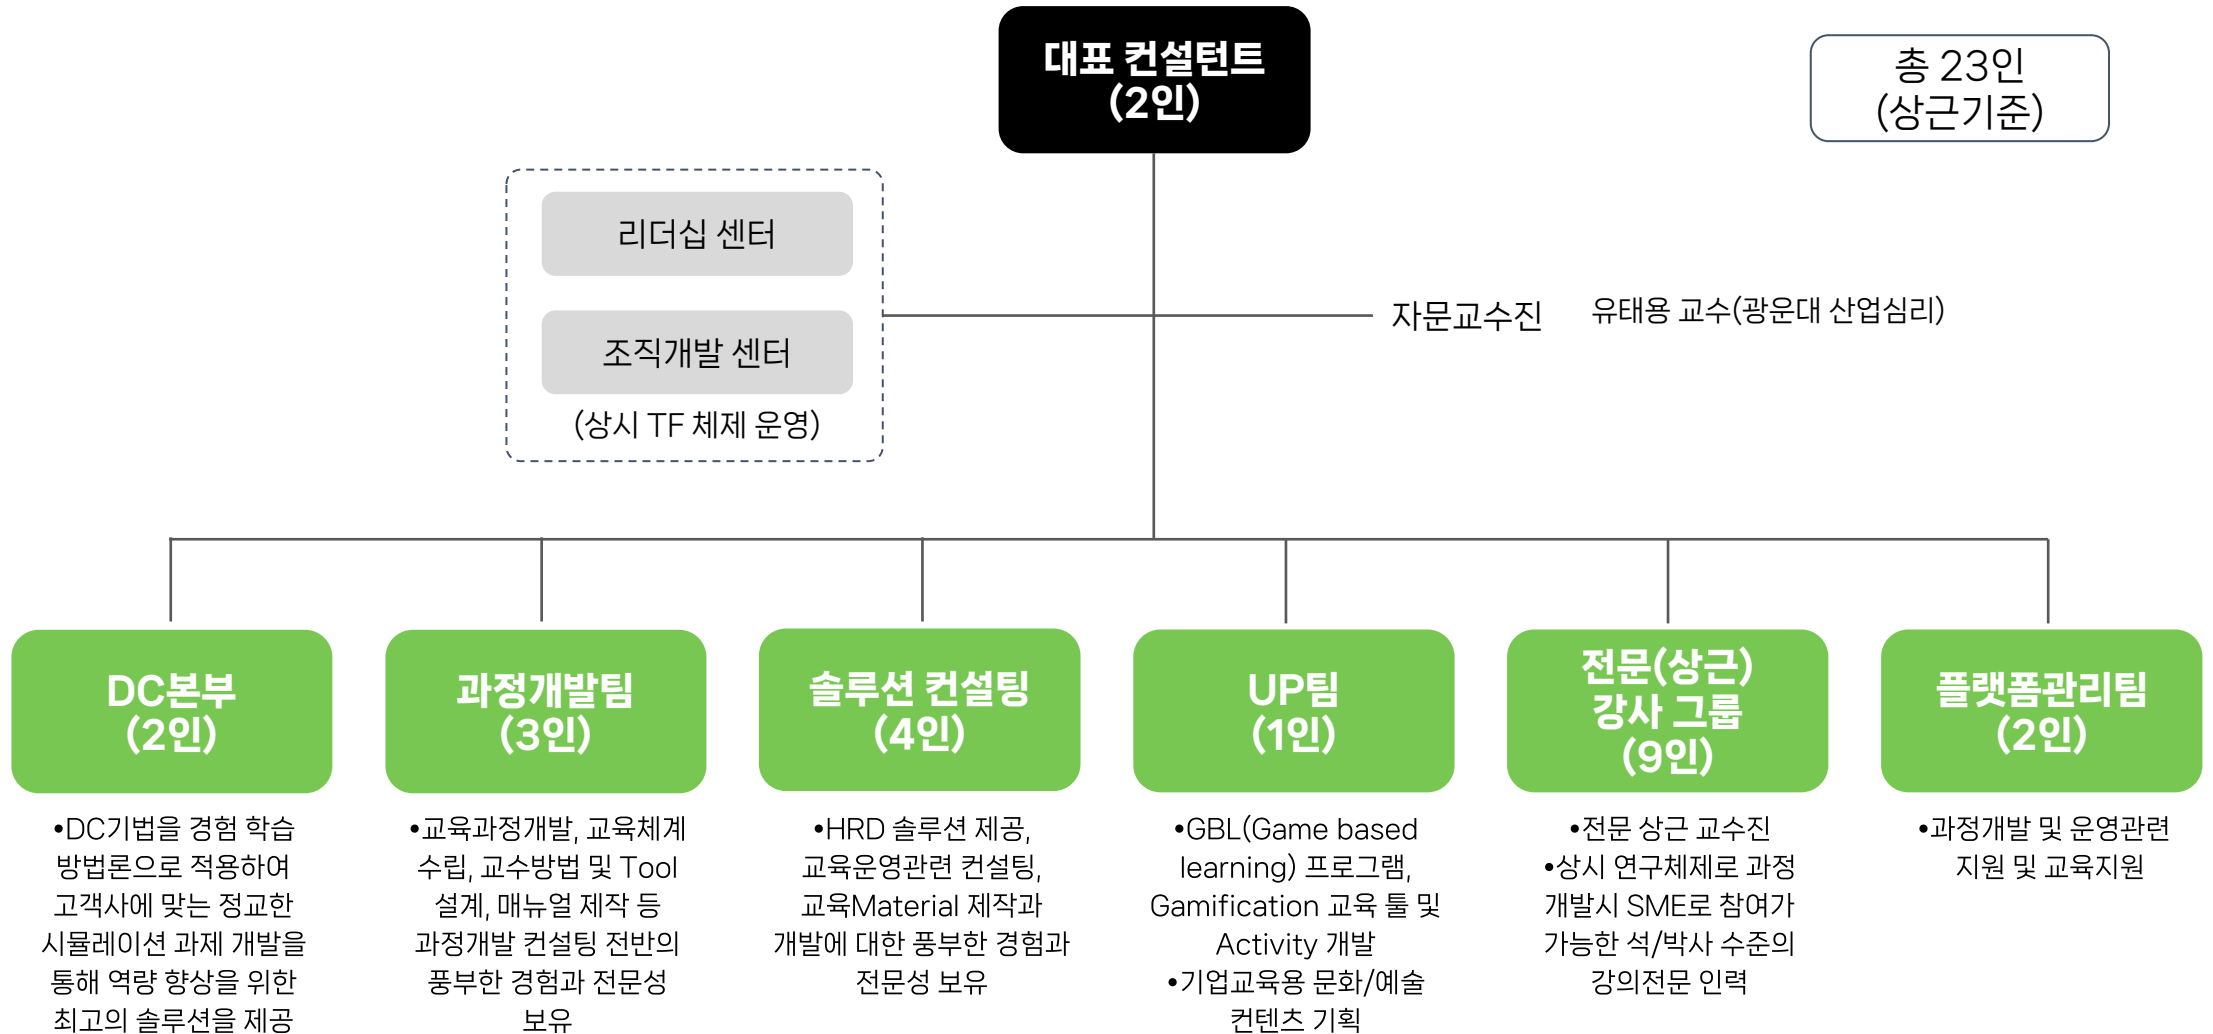 대표 컨설턴트
(2인)
총 23인
(상근기준)
리더십 센터
조직개발 센터
(상시 TF 체제 운영)
자문교수진
유태용 교수(광운대 산업심리)
DC본부
(2인)
•DC기법을 경험 학습
방법론으로 적용하여
고객사에 맞는 정교한
시뮬레이션 과제 개발을
통해 역량 향상을 위한
최고의 솔루션을 제공
과정개발팀
(3인)
•교육과정개발, 교육체계
수립, 교수방법 및 Tool
설계, 매뉴얼 제작 등
과정개발 컨설팅 전반의
풍부한 경험과 전문성
보유
솔루션 컨설팅
(4인)
•HRD 솔루션 제공,
교육운영관련 컨설팅,
교육Material 제작과
개발에 대한 풍부한 경험과
전문성 보유
UP팀
(1인)
•GBL(Game based
learning) 프로그램,
Gamification 교육 툴 및
Activity 개발
•기업교육용 문화/예술
컨텐츠 기획
전문(상근)
강사 그룹
(9인)
•전문 상근 교수진
•상시 연구체제로 과정
개발시 SME로 참여가
가능한 석/박사 수준의
강의전문 인력
플랫폼관리팀
(2인)
•과정개발 및 운영관련
지원 및 교육지원